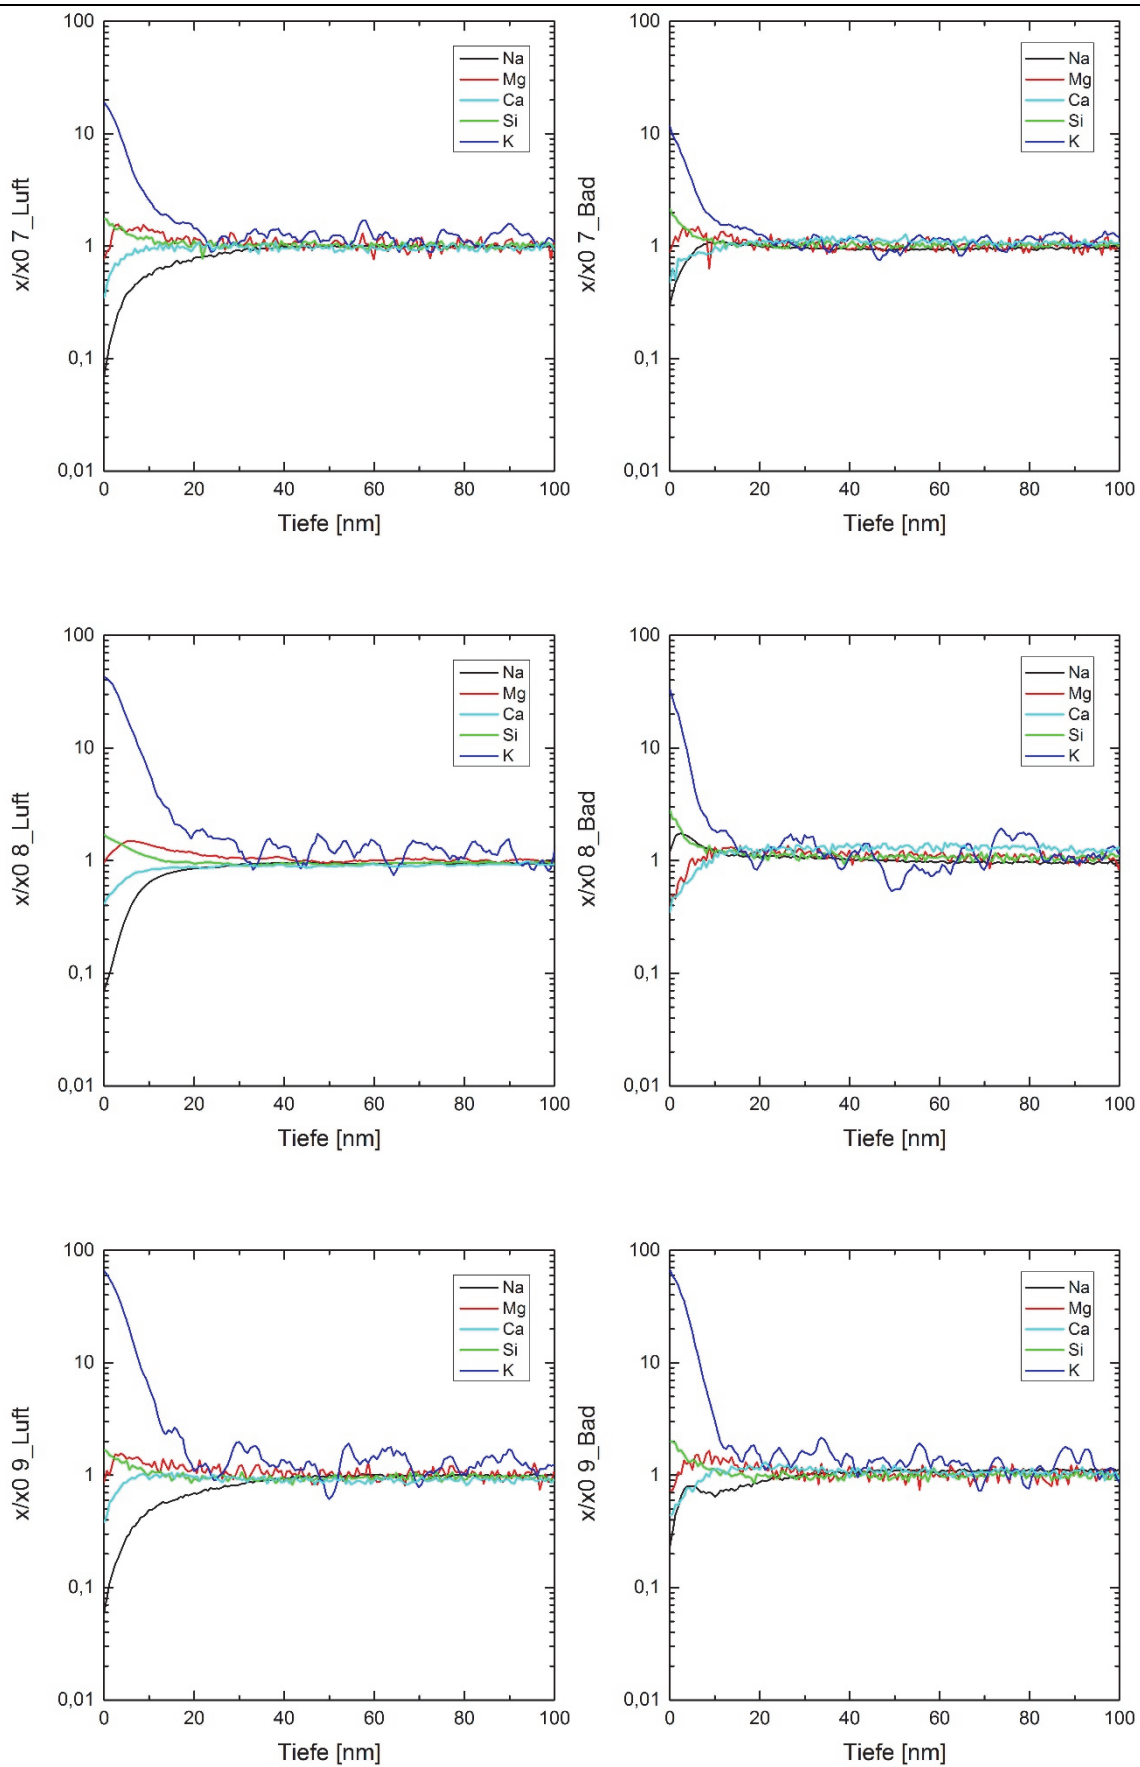 100
10
1
0,1
0,01
x/x0 7_Luft
Na
Mg
Ca
Si
K
0 20 40 60 80 100
Tiefe [nm]
100
10
1
0,1
0,01
x/x0 7_Bad
Na
Mg
Ca
Si
K
0 20 40 60 80 100
Tiefe [nm]
100
10
1
0,1
0,01
x/x0 8_Luft
Na
Mg
Ca
Si
K
0 20 40 60 80 100
Tiefe [nm]
100
10
1
0,1
0,01
x/x0 8_Bad
Na
Mg
Ca
Si
K
0 20 40 60 80 100
Tiefe [nm]
100
10
1
0,1
0,01
x/x0 9_Luft
Na
Mg
Ca
Si
K
0 20 40 60 80 100
Tiefe [nm]
100
10
1
0,1
0,01
x/x0 9_Bad
Na
Mg
Ca
Si
K
0 20 40 60 80 100
Tiefe [nm]